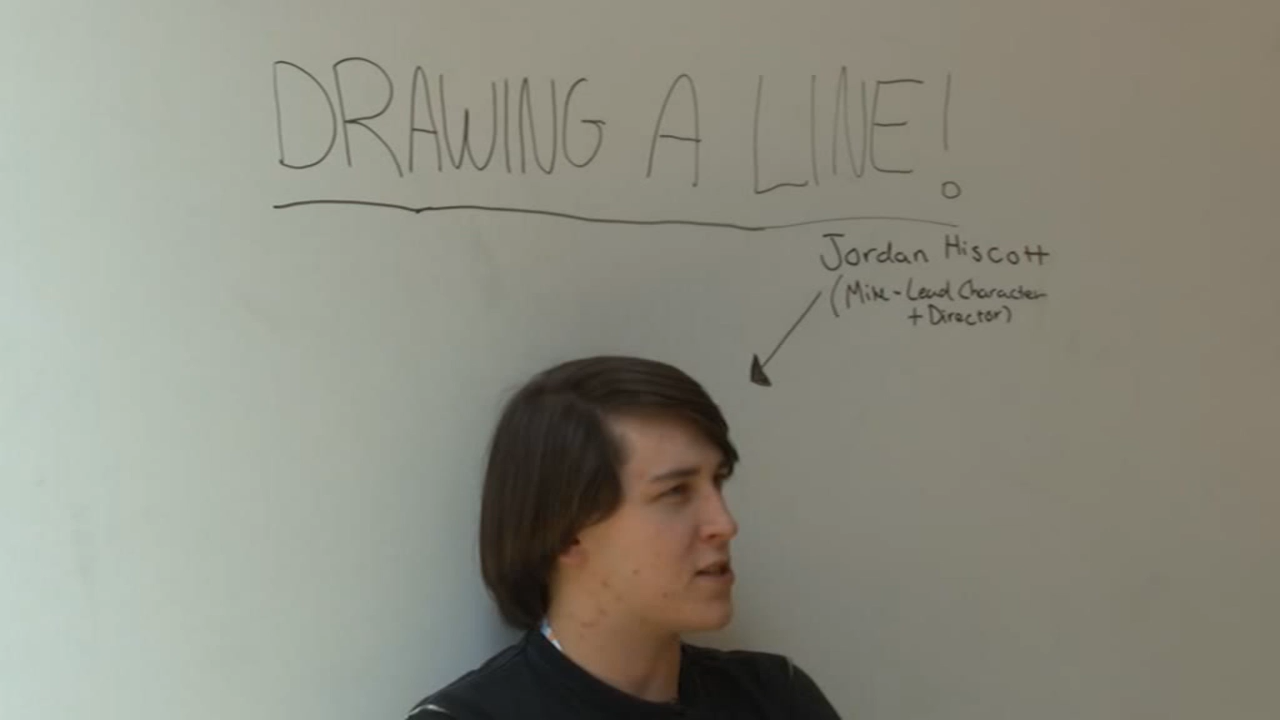 DRAWING A LINE!
Jordan Hiscott
(Mike-Lead Character
+ Director)